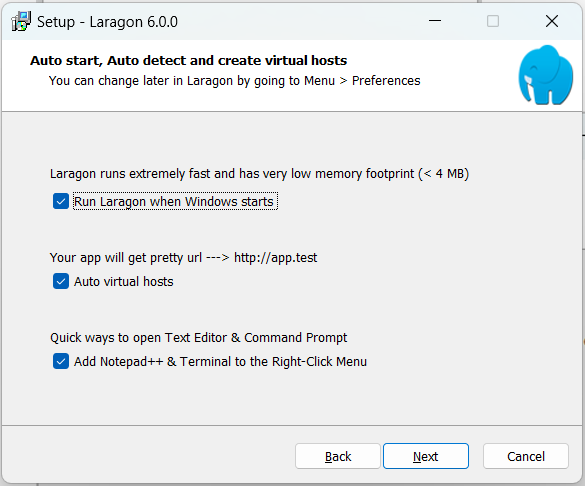 Setup - Laragon 6.0.0
Auto start, Auto detect and create virtual hosts
You can change later in Laragon by going to Menu > Preferences
Laragon runs extremely fast and has very low memory footprint (< 4 MB)
Run Laragon when Windows starts
Your app will get pretty url ---> http://app.test
Auto virtual hosts
Quick ways to open Text Editor & Command Prompt
Add Notepad++ & Terminal to the Right-Click Menu
Back Next Cancel